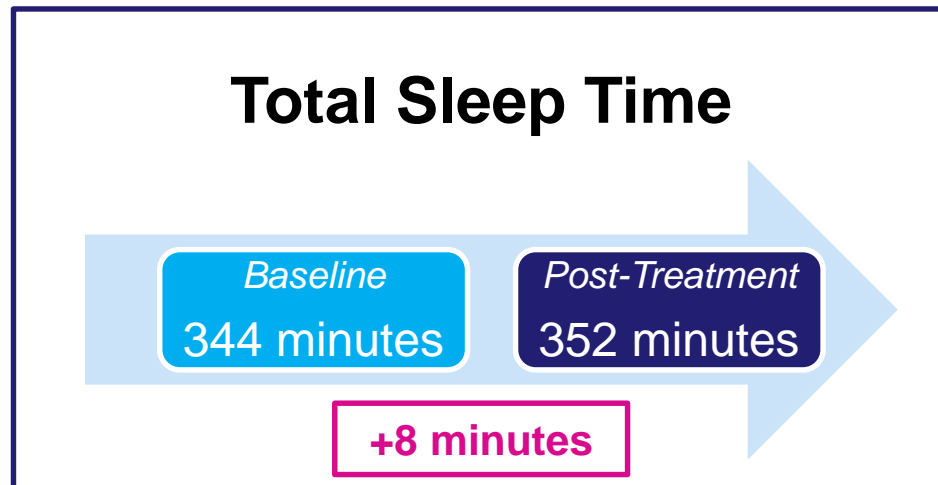 Total Sleep Time
Baseline
344 minutes
Post-Treatment
352 minutes
+8 minutes